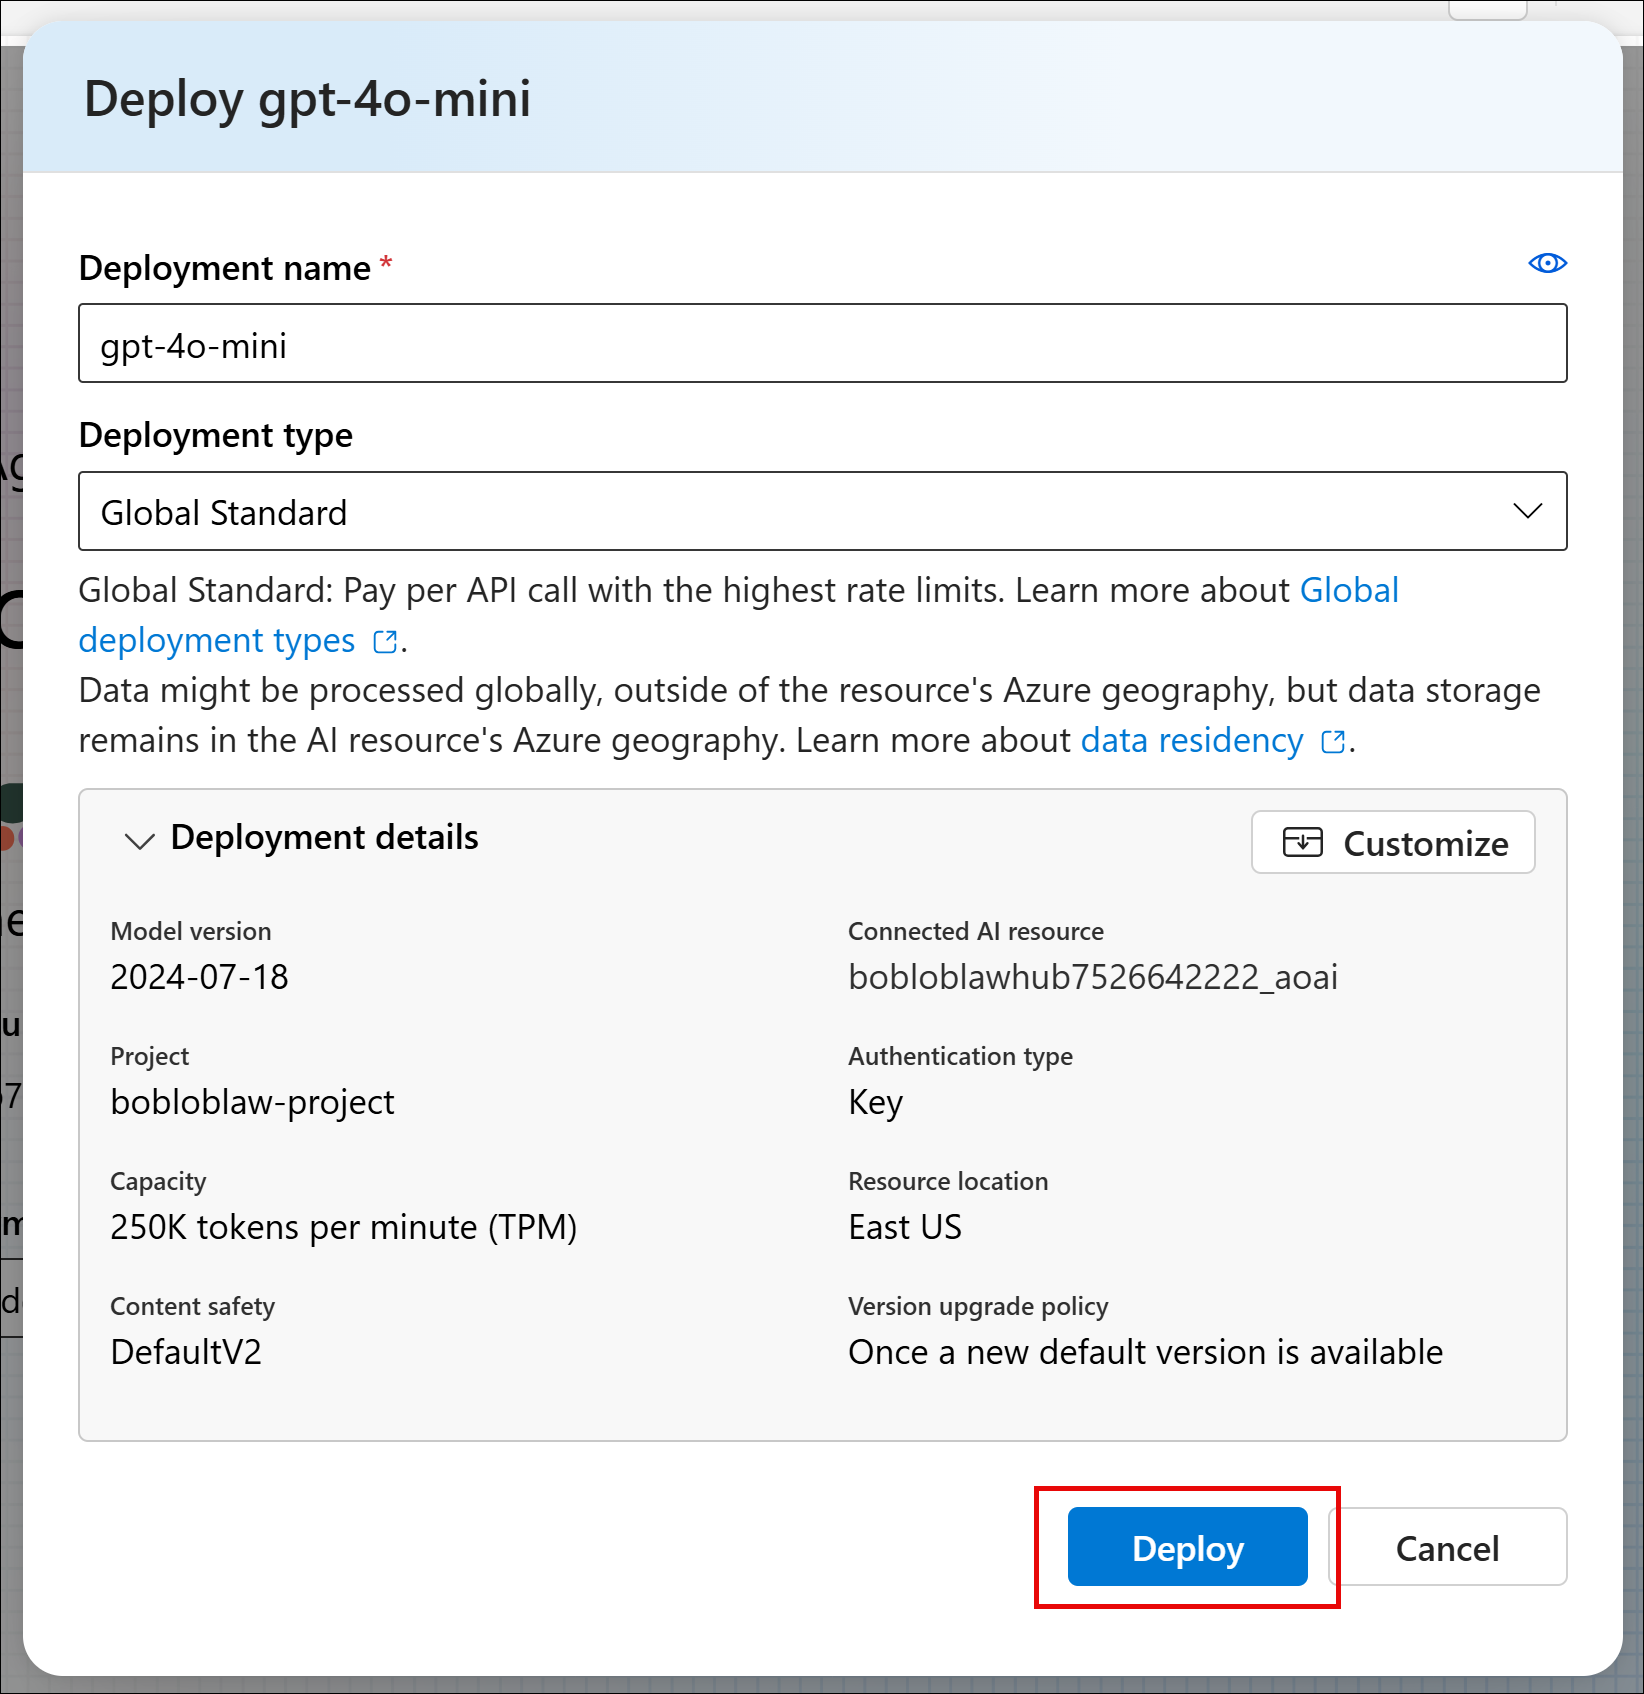 Deploy gpt-4o-mini
Deployment name *
gpt-4o-mini
Deployment type
Global Standard
Global Standard: Pay per API call with the highest rate limits. Learn more about Global
deployment types .
Data might be processed globally, outside of the resource's Azure geography, but data storage
remains in the AI resource's Azure geography. Learn more about data residency .
Deployment details
Customize
Model version
2024-07-18
Connected AI resource
bobloblawhub7526642222_aoai
Project
bobloblaw-project
Authentication type
Key
Capacity
250K tokens per minute (TPM)
Resource location
East US
Content safety
DefaultV2
Version upgrade policy
Once a new default version is available
Deploy
Cancel